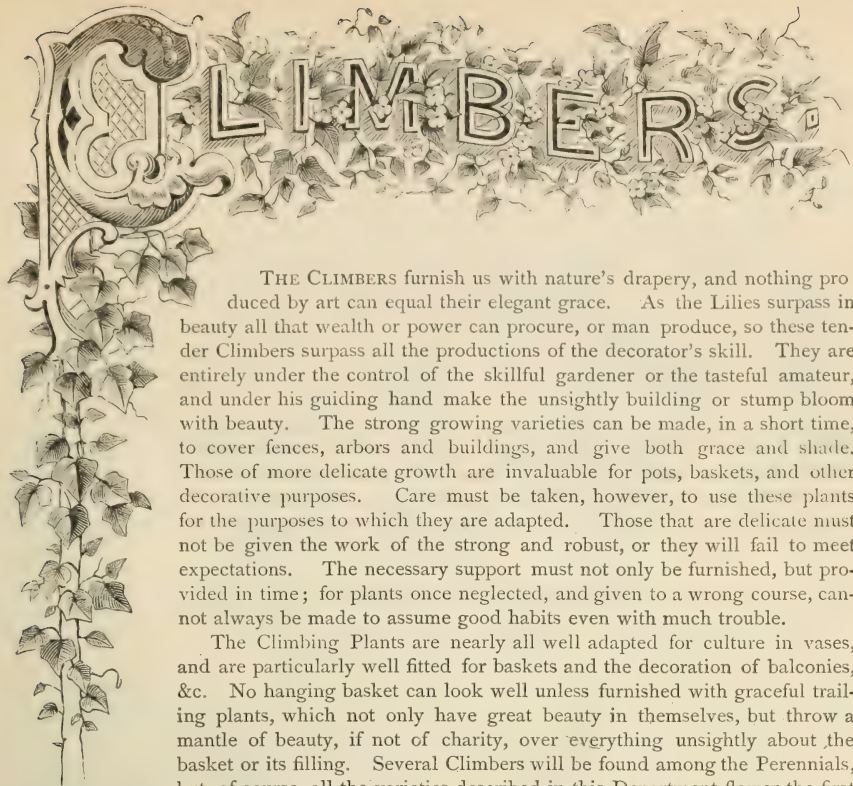 CLIMBERS.
THE CLIMBERS furnish us with nature's drapery, and nothing pro
duced by art can equal their elegant grace. As the Lilies surpass in
beauty all that wealth or power can procure, or man produce, so these ten-
der Climbers surpass all the productions of the decorator's skill. They are
entirely under the control of the skillful gardener or the tasteful amateur,
and under his guiding hand make the unsightly building or stump bloom
with beauty. The strong growing varieties can be made, in a short time,
to cover fences, arbors and buildings, and give both grace and shade.
Those of more delicate growth are invaluable for pots, baskets, and other
decorative purposes. Care must be taken, however, to use these plants
for the purposes to which they are adapted. Those that are delicate must
not be given the work of the strong and robust, or they will fail to meet
expectations. The necessary support must not only be furnished, but pro-
vided in time; for plants once neglected, and given to a wrong course, can-
not always be made to assume good habits even with much trouble.
The Climbing Plants are nearly all well adapted for culture in vases,
and are particularly well fitted for baskets and the decoration of balconies,
&c. No hanging basket can look well unless furnished with graceful trail-
ing plants, which not only have great beauty in themselves, but throw a
mantle of beauty, if not of charity, over everything unsightly about the
basket or its filling. Several Climbers will be found among the Perennials,
but, of course, all the varieties described in this Department flower the first